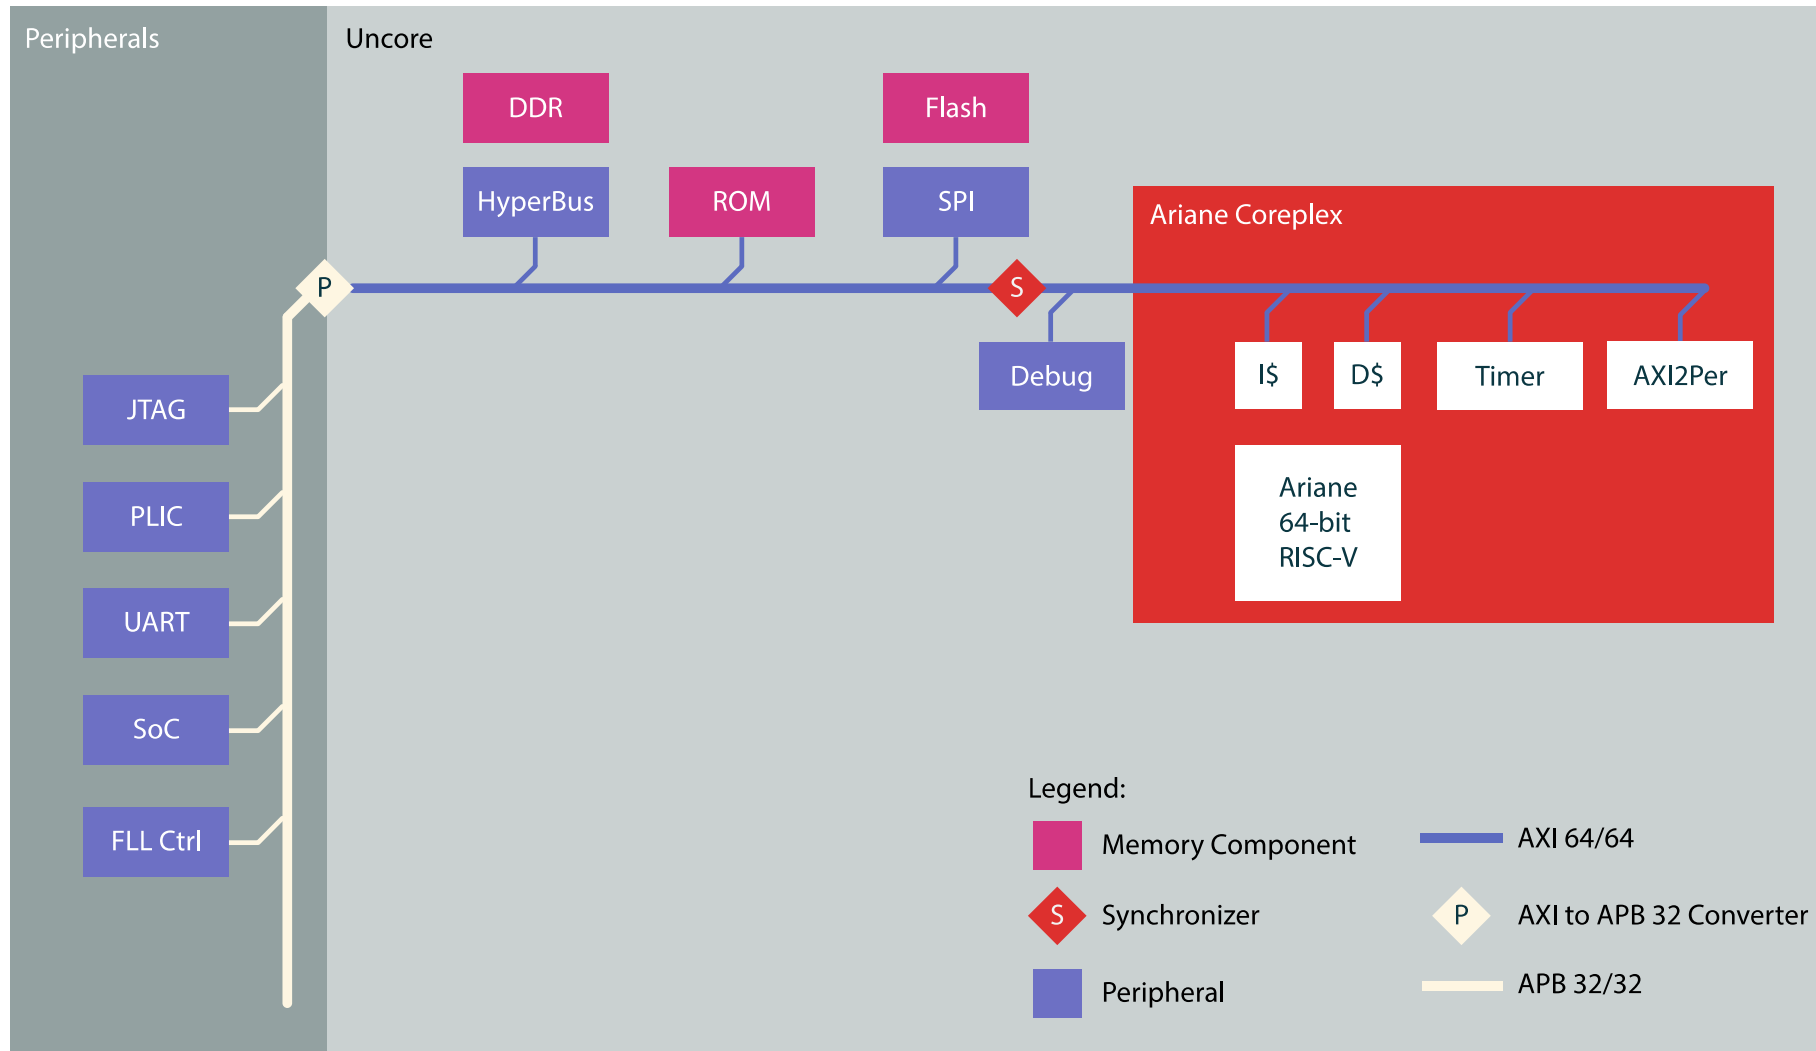 Peripherals
Uncore
DDR
Flash
HyperBus
ROM
SPI
Ariane Coreplex
P
S
Debug
I$
D$
Timer
AXI2Per
JTAG
PLIC
Ariane
64-bit
RISC-V
UART
SoC
FLL Ctrl
Legend:
Memory Component
AXI 64/64
S
Synchronizer
P
AXI to APB 32 Converter
Peripheral
APB 32/32